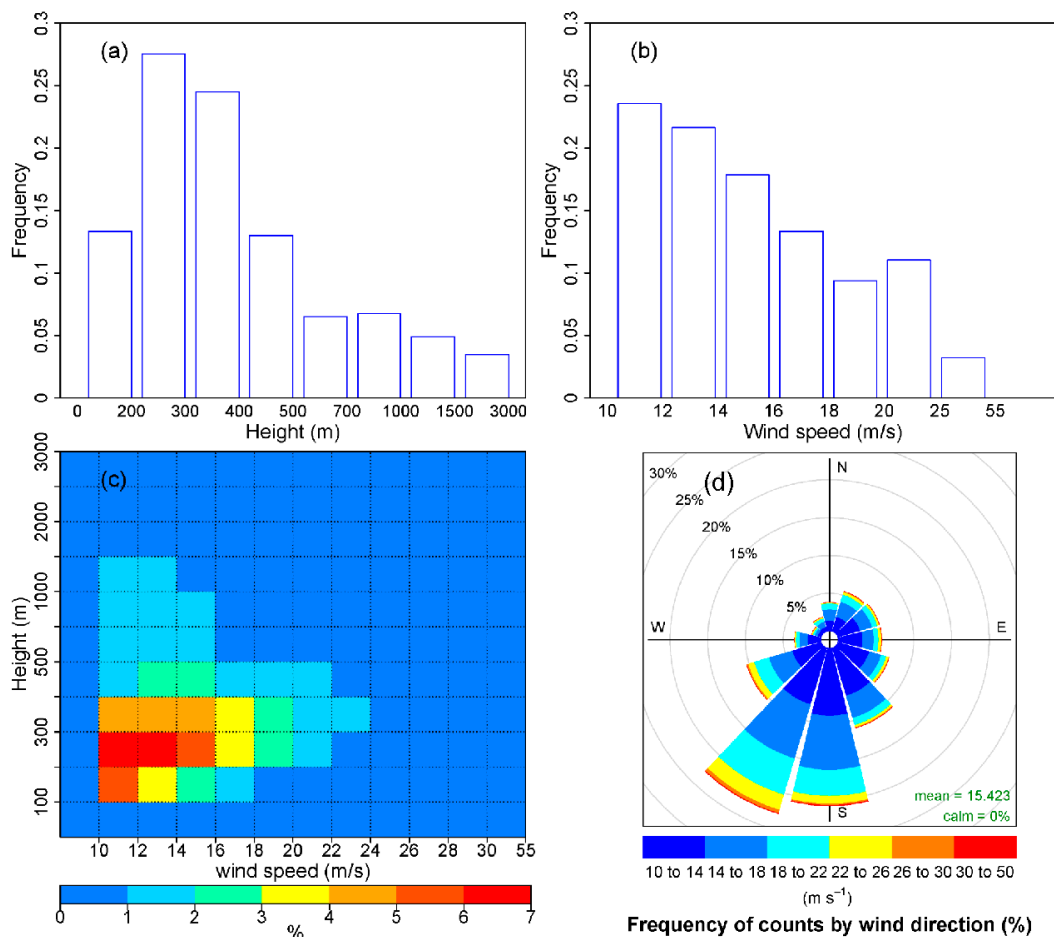 (a)
Frequency
0 0.05 0.1 0.15 0.2 0.25 0.3
0 200 300 400 500 700 1000 1500 3000
Height (m)
(b)
Frequency
0 0.05 0.1 0.15 0.2 0.25 0.3
10 12 14 16 18 20 25 55
Wind speed (m/s)
(c)
Height (m)
100 300 500 1000 2000 3000
10 12 14 16 18 20 22 24 26 28 30 55
wind speed (m/s)
0 1 2 3 4 5 6 7
%
(d)
30%
25%
20%
15%
10%
5%
N
W
E
S
mean = 15.423
calm = 0%
10 to 14 14 to 18 18 to 22 22 to 26 26 to 30 30 to 50
(m s⁻¹)
Frequency of counts by wind direction (%)